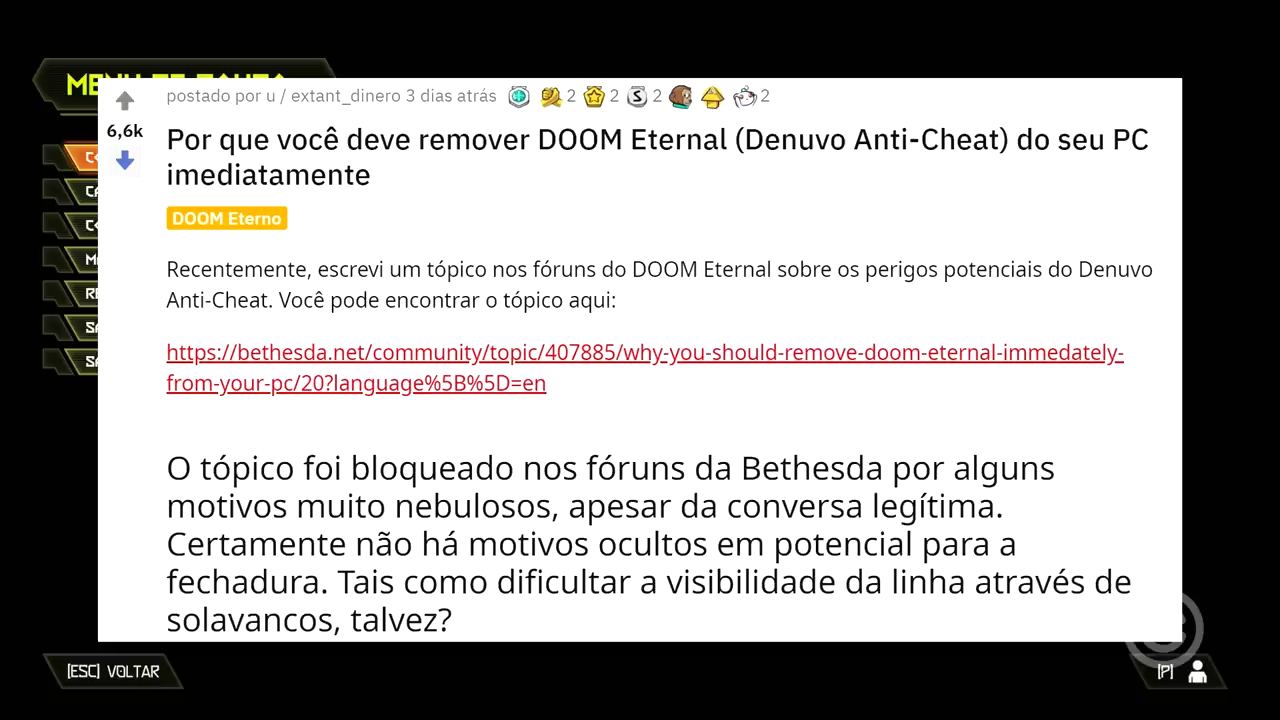 postado por u / extant_dinero 3 dias atrás 2 2 2 2
6,6k
Por que você deve remover DOOM Eternal (Denuvo Anti-Cheat) do seu PC
imediatamente
DOOM Eterno
Recentemente, escrevi um tópico nos fóruns do DOOM Eternal sobre os perigos potenciais do Denuvo
Anti-Cheat. Você pode encontrar o tópico aqui:
https://bethesda.net/community/topic/407885/why-you-should-remove-doom-eternal-immedately-
from-your-pc/20?language%5B%5D=en
O tópico foi bloqueado nos fóruns da Bethesda por alguns
motivos muito nebulosos, apesar da conversa legítima.
Certamente não há motivos ocultos em potencial para a
fechadura. Tais como dificultar a visibilidade da linha através de
solavancos, talvez?
[ESC] VOLTAR
[P]